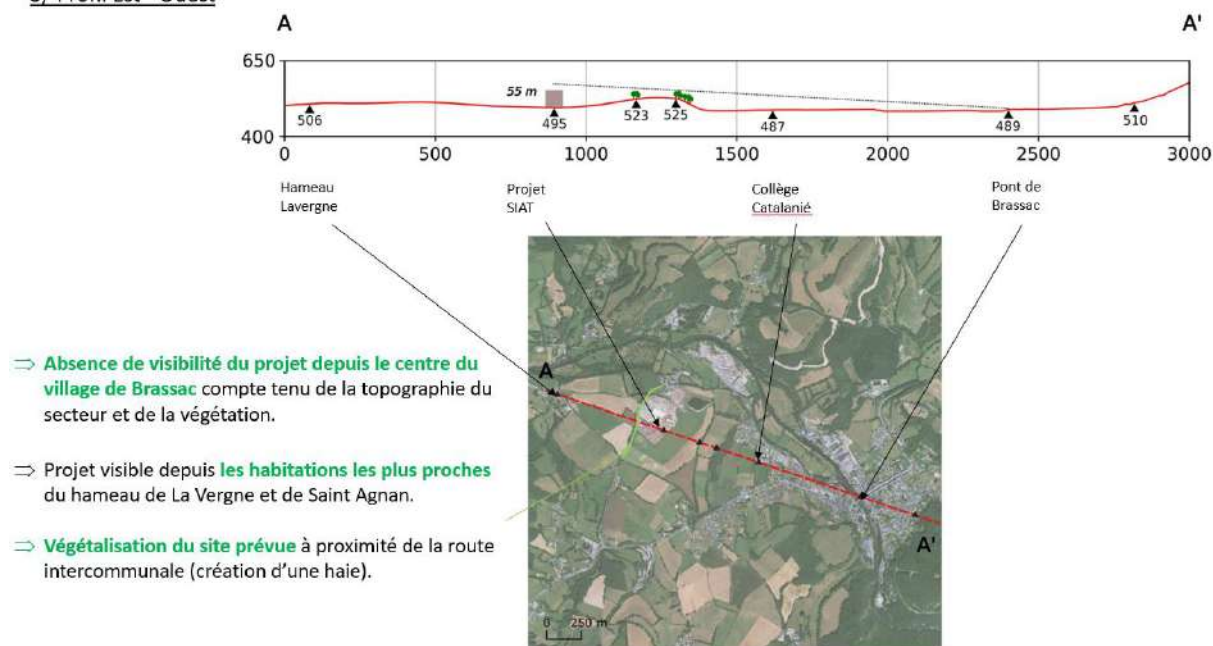 A A'
650
55 m
506 495 523 525 487 489 510
400
0 500 1000 1500 2000 2500 3000
Hameau
Lavergne
Projet
SIAT
Collège
Catalanié
Pont de
Brassac
⇒ Absence de visibilité du projet depuis le centre du
village de Brassac compte tenu de la topographie du
secteur et de la végétation.
⇒ Projet visible depuis les habitations les plus proches
du hameau de La Vergne et de Saint Agnan.
⇒ Végétalisation du site prévue à proximité de la route
intercommunale (création d'une haie).
A
A'
0 250 m